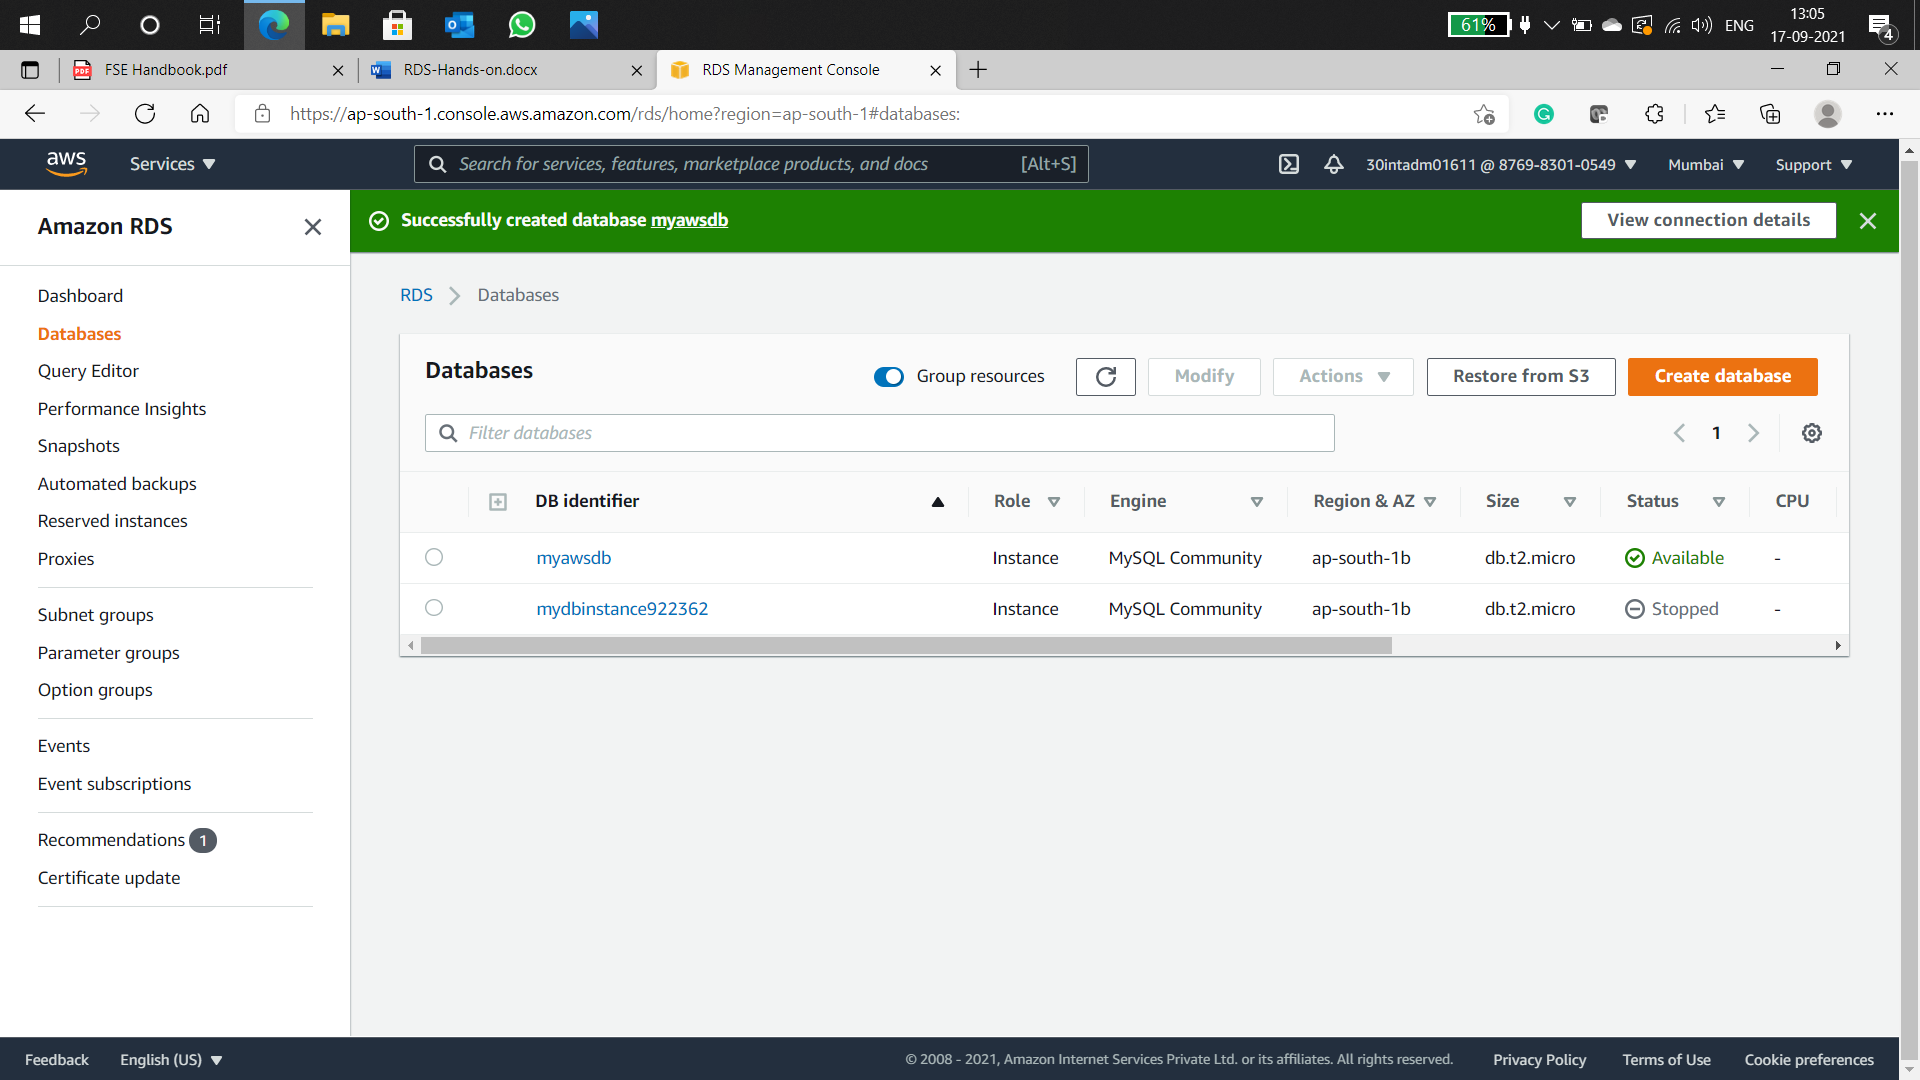 61%
ENG
13:05
17-09-2021
4
FSE Handbook.pdf
RDS-Hands-on.docx
RDS Management Console
https://ap-south-1.console.aws.amazon.com/rds/home?region=ap-south-1#databases:
aws
Services
Search for services, features, marketplace products, and docs
[Alt+S]
30intadm01611 @ 8769-8301-0549
Mumbai
Support
Amazon RDS
Dashboard
Databases
Query Editor
Performance Insights
Snapshots
Automated backups
Reserved instances
Proxies
Subnet groups
Parameter groups
Option groups
Events
Event subscriptions
Recommendations 1
Certificate update
Successfully created database myawsdb
View connection details
RDS
Databases
Databases
Group resources
Modify
Actions
Restore from S3
Create database
Filter databases
1
DB identifier Role Engine Region & AZ Size Status CPU
myawsdb Instance MySQL Community ap-south-1b db.t2.micro Available -
mydbinstance922362 Instance MySQL Community ap-south-1b db.t2.micro Stopped -
Feedback
English (US)
© 2008 - 2021, Amazon Internet Services Private Ltd. or its affiliates. All rights reserved.
Privacy Policy
Terms of Use
Cookie preferences